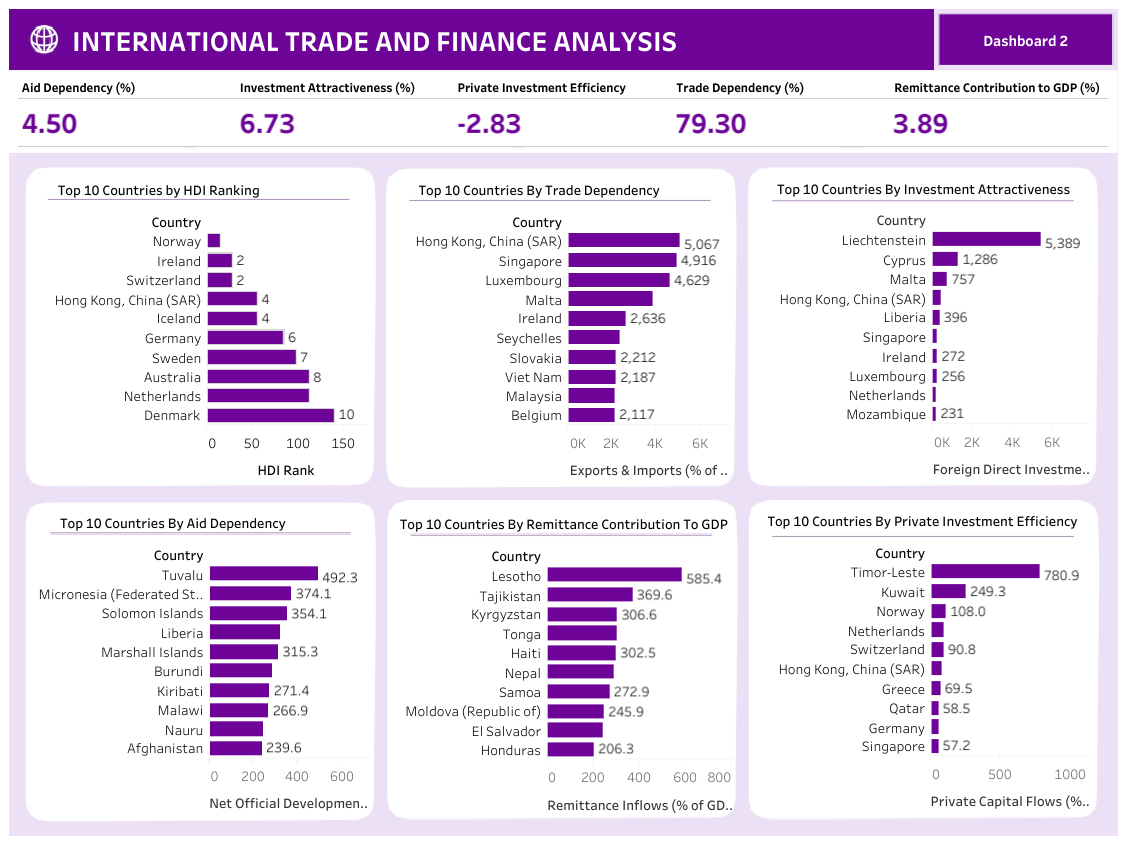 INTERNATIONAL TRADE AND FINANCE ANALYSIS
Dashboard 2
Aid Dependency (%)
4.50
Investment Attractiveness (%)
6.73
Private Investment Efficiency
-2.83
Trade Dependency (%)
79.30
Remittance Contribution to GDP (%)
3.89
Top 10 Countries by HDI Ranking
Country
Norway
Ireland 2
Switzerland 2
Hong Kong, China (SAR) 4
Iceland 4
Germany 6
Sweden 7
Australia 8
Netherlands
Denmark 10
0 50 100 150
HDI Rank
Top 10 Countries By Trade Dependency
Country
Hong Kong, China (SAR) 5,067
Singapore 4,916
Luxembourg 4,629
Malta
Ireland 2,636
Seychelles
Slovakia 2,212
Viet Nam 2,187
Malaysia
Belgium 2,117
0K 2K 4K 6K
Exports & Imports (% of ..
Top 10 Countries By Investment Attractiveness
Country
Liechtenstein 5,389
Cyprus 1,286
Malta 757
Hong Kong, China (SAR)
Liberia 396
Singapore
Ireland 272
Luxembourg 256
Netherlands
Mozambique 231
0K 2K 4K 6K
Foreign Direct Investme..
Top 10 Countries By Aid Dependency
Country
Tuvalu 492.3
Micronesia (Federated St.. 374.1
Solomon Islands 354.1
Liberia
Marshall Islands 315.3
Burundi
Kiribati 271.4
Malawi 266.9
Nauru
Afghanistan 239.6
0 200 400 600
Net Official Developmen..
Top 10 Countries By Remittance Contribution To GDP
Country
Lesotho 585.4
Tajikistan 369.6
Kyrgyzstan 306.6
Tonga
Haiti 302.5
Nepal
Samoa 272.9
Moldova (Republic of) 245.9
El Salvador
Honduras 206.3
0 200 400 600 800
Remittance Inflows (% of GD..
Top 10 Countries By Private Investment Efficiency
Country
Timor-Leste 780.9
Kuwait 249.3
Norway 108.0
Netherlands
Switzerland 90.8
Hong Kong, China (SAR)
Greece 69.5
Qatar 58.5
Germany
Singapore 57.2
0 500 1000
Private Capital Flows (%..